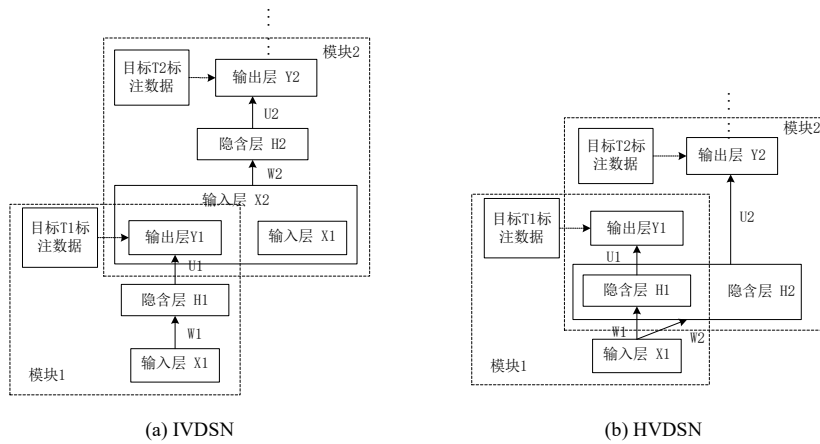 模块2
目标T2标
注数据
输出层 Y2
U2
隐含层 H2
W2
输入层 X2
目标T1标
注数据
输出层Y1
输入层 X1
U1
隐含层 H1
W1
输入层 X1
模块1
(a) IVDSN
模块2
目标T2标
注数据
输出层 Y2
U2
目标T1标
注数据
输出层Y1
U1
隐含层 H1
隐含层 H2
W1
W2
输入层 X1
模块1
(b) HVDSN